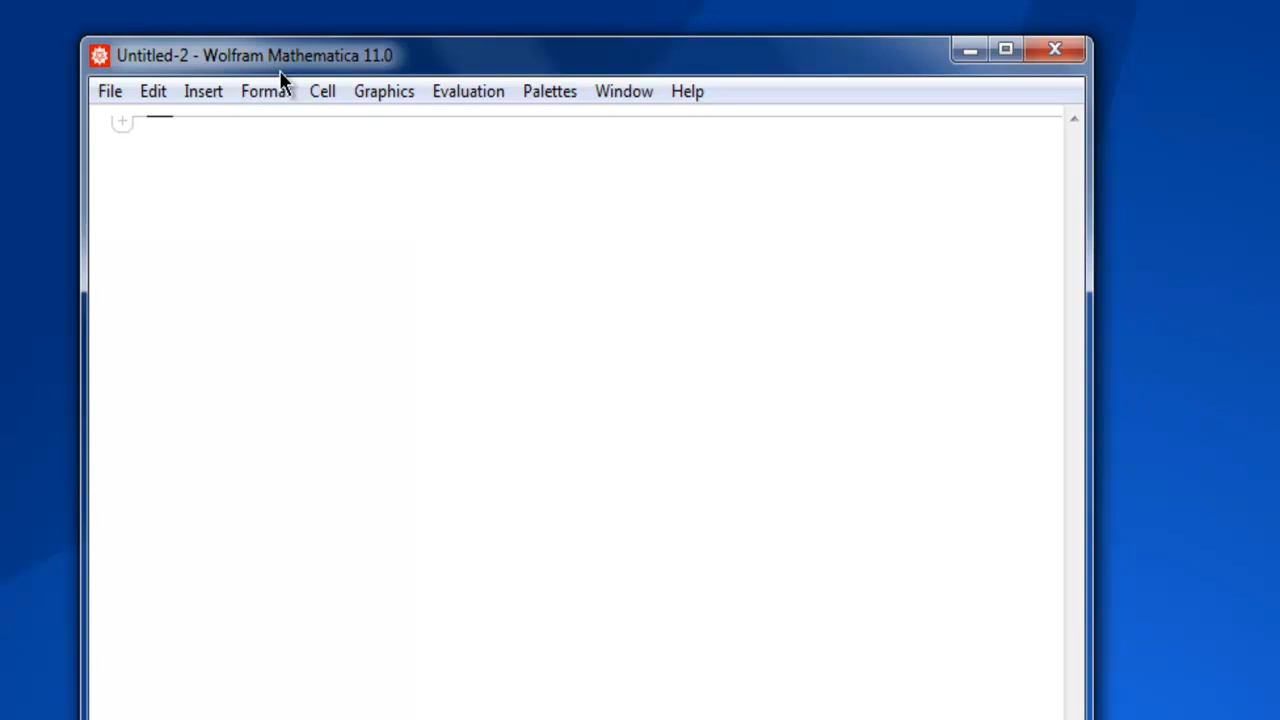 Untitled-2 - Wolfram Mathematica 11.0
File Edit Insert Format Cell Graphics Evaluation Palettes Window Help